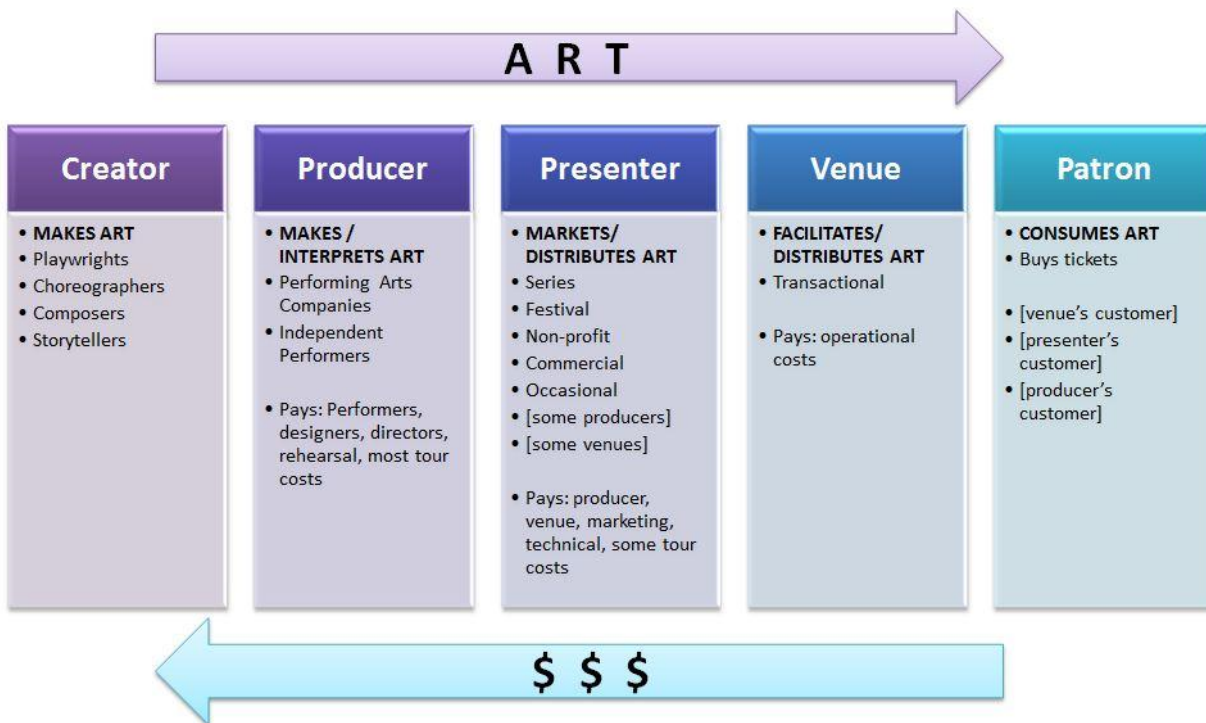 A R T
Creator
• MAKES ART
• Playwrights
• Choreographers
• Composers
• Storytellers
Producer
• MAKES /
INTERPRETS ART
• Performing Arts
Companies
• Independent
Performers
• Pays: Performers,
designers, directors,
rehearsal, most tour
costs
Presenter
• MARKETS/
DISTRIBUTES ART
• Series
• Festival
• Non-profit
• Commercial
• Occasional
• [some producers]
• [some venues]
• Pays: producer,
venue, marketing,
technical, some tour
costs
Venue
• FACILITATES/
DISTRIBUTES ART
• Transactional
• Pays: operational
costs
Patron
• CONSUMES ART
• Buys tickets
• [venue’s customer]
• [presenter’s
customer]
• [producer’s
customer]
$ $ $